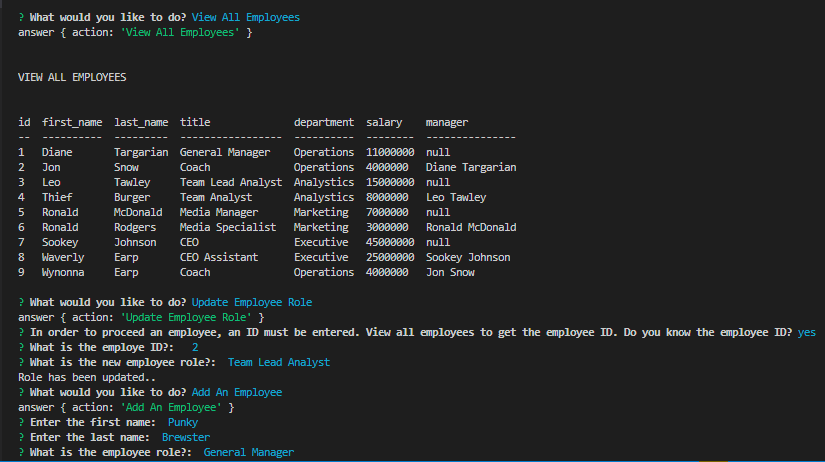 ? What would you like to do? View All Employees
answer { action: 'View All Employees' }
VIEW ALL EMPLOYEES
id  first_name  last_name  title              department  salary    manager
--  ----------  ---------  -----------------  ----------  --------  ---------------
1   Diane       Targarian  General Manager    Operations  11000000  null
2   Jon         Snow       Coach              Operations  4000000   Diane Targarian
3   Leo         Tawley     Team Lead Analyst  Analystics  15000000  null
4   Thief       Burger     Team Analyst       Analystics  8000000   Leo Tawley
5   Ronald      McDonald   Media Manager      Marketing   7000000   null
6   Ronald      Rodgers    Media Specialist   Marketing   3000000   Ronald McDonald
7   Sookey      Johnson    CEO                Executive   45000000  null
8   Waverly     Earp       CEO Assistant      Executive   25000000  Sookey Johnson
9   Wynonna     Earp       Coach              Operations  4000000   Jon Snow
? What would you like to do? Update Employee Role
answer { action: 'Update Employee Role' }
? In order to proceed an employee, an ID must be entered. View all employees to get the employee ID. Do you know the employee ID? yes
? What is the employe ID?:   2
? What is the new employee role?:  Team Lead Analyst
Role has been updated..
? What would you like to do? Add An Employee
answer { action: 'Add An Employee' }
? Enter the first name:  Punky
? Enter the last name:  Brewster
? What is the employee role?:  General Manager